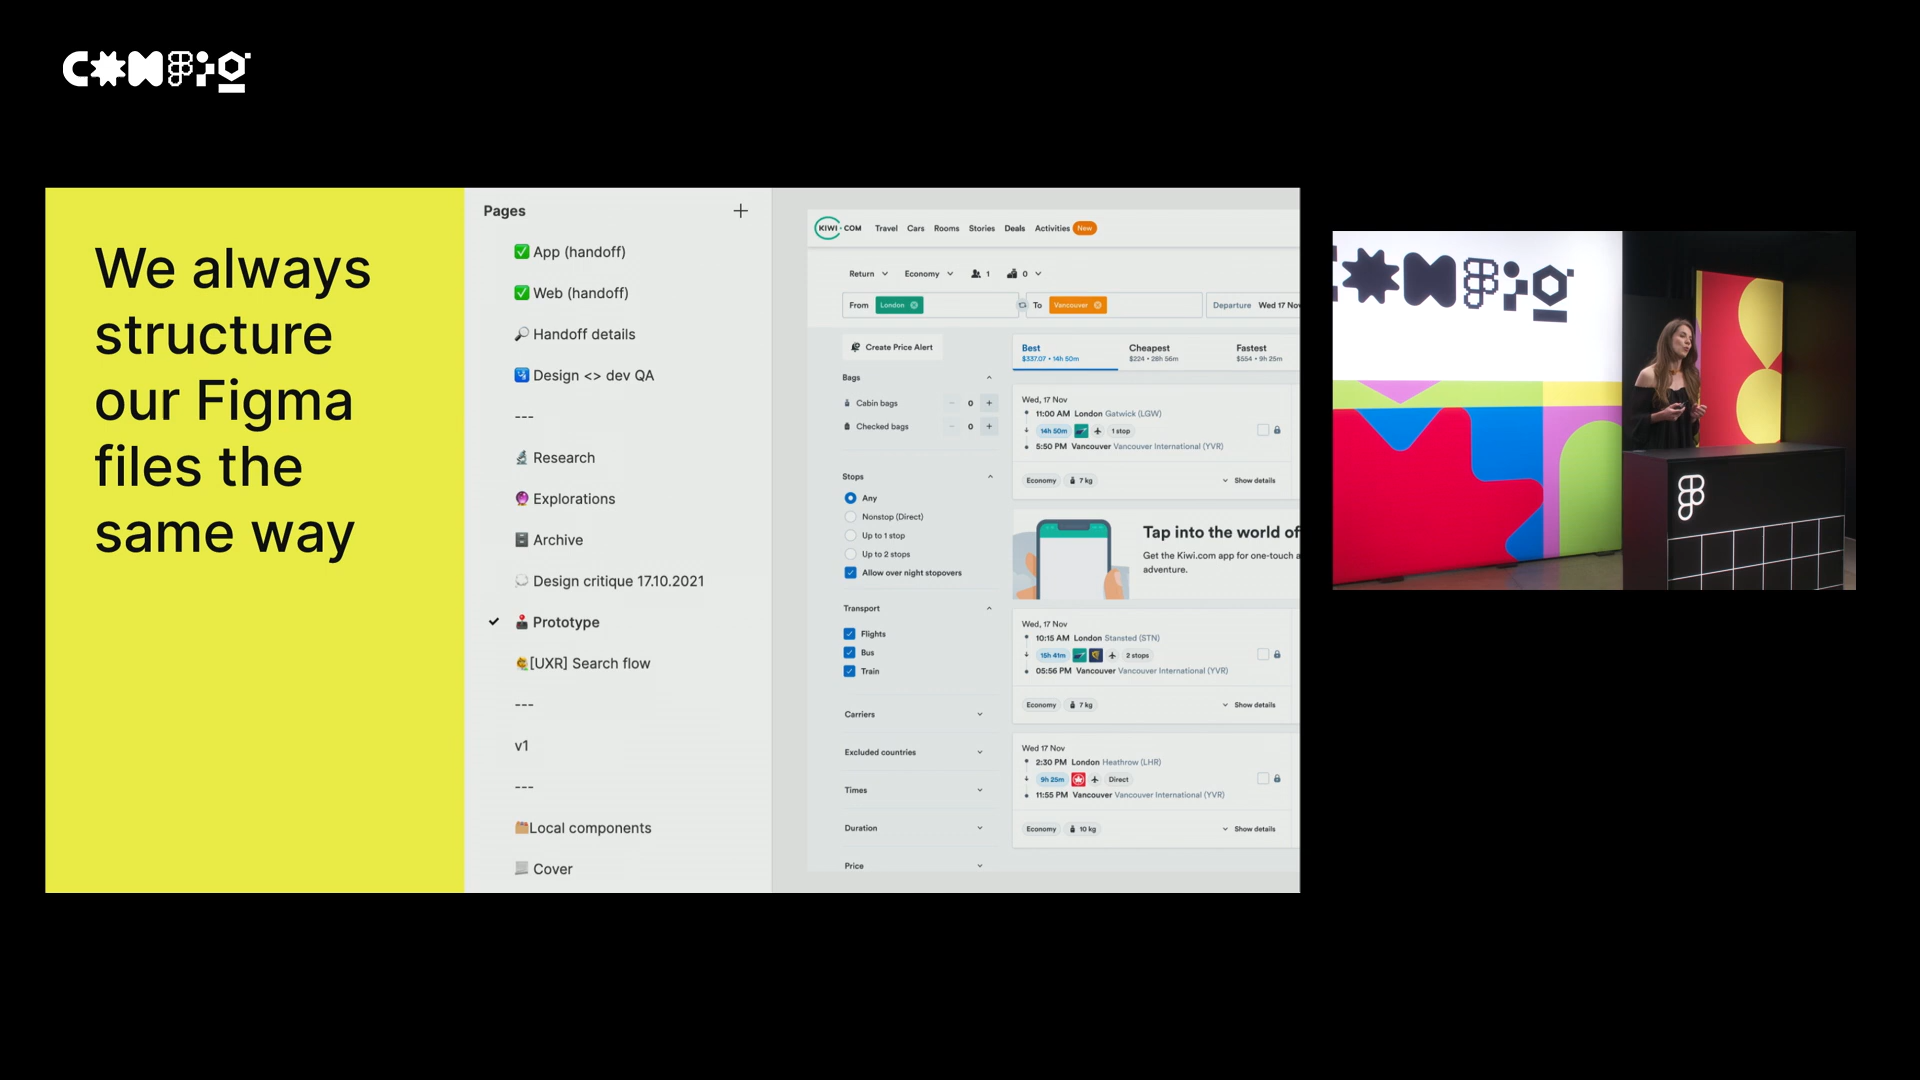 CONFIG
We always
structure
our Figma
files the
same way
Pages
App (handoff)
Web (handoff)
Handoff details
Design <> dev QA
---
Research
Explorations
Archive
Design critique 17.10.2021
Prototype
[UXR] Search flow
---
v1
---
Local components
Cover
KIWI.COM Travel Cars Rooms Stories Deals Activities New
Return Economy 1 0
From London To Vancouver Departure Wed 17 Nov
Create Price Alert
Bags
Cabin bags - 0 +
Checked bags - 0 +
Stops
Any
Nonstop (Direct)
Up to 1 stop
Up to 2 stops
Allow over night stopovers
Transport
Flights
Bus
Train
Carriers
Excluded countries
Times
Duration
Price
Best Cheapest Fastest
$337.07 • 14h 50m $224 • 28h 56m $554 • 9h 25m
Wed, 17 Nov
11:00 AM London Gatwick (LGW)
14h 50m 1 stop
5:50 PM Vancouver Vancouver International (YVR)
Economy 7 kg Show details
Tap into the world of
Get the Kiwi.com app for one-touch a
adventure.
Wed, 17 Nov
10:15 AM London Stansted (STN)
15h 41m 2 stops
05:56 PM Vancouver Vancouver International (YVR)
Economy 7 kg Show details
Wed 17 Nov
2:30 PM London Heathrow (LHR)
9h 25m Direct
11:55 PM Vancouver Vancouver International (YVR)
Economy 10 kg Show details
CONFIG